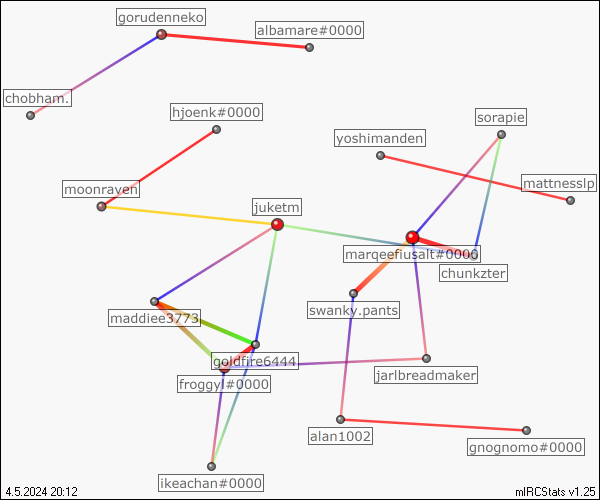 gorudenneko
albamare#0000
chobham.
hjoenk#0000
sorapie
yoshimanden
mattnesslp
moonraven
juketm
marqeefiusalt#0000
chunkzter
swanky.pants
maddiee3773
goldfire6444
froggyl#0000
jarlbreadmaker
alan1002
gnognomo#0000
ikeachan#0000
4.5.2024 20:12
mIRCStats v1.25